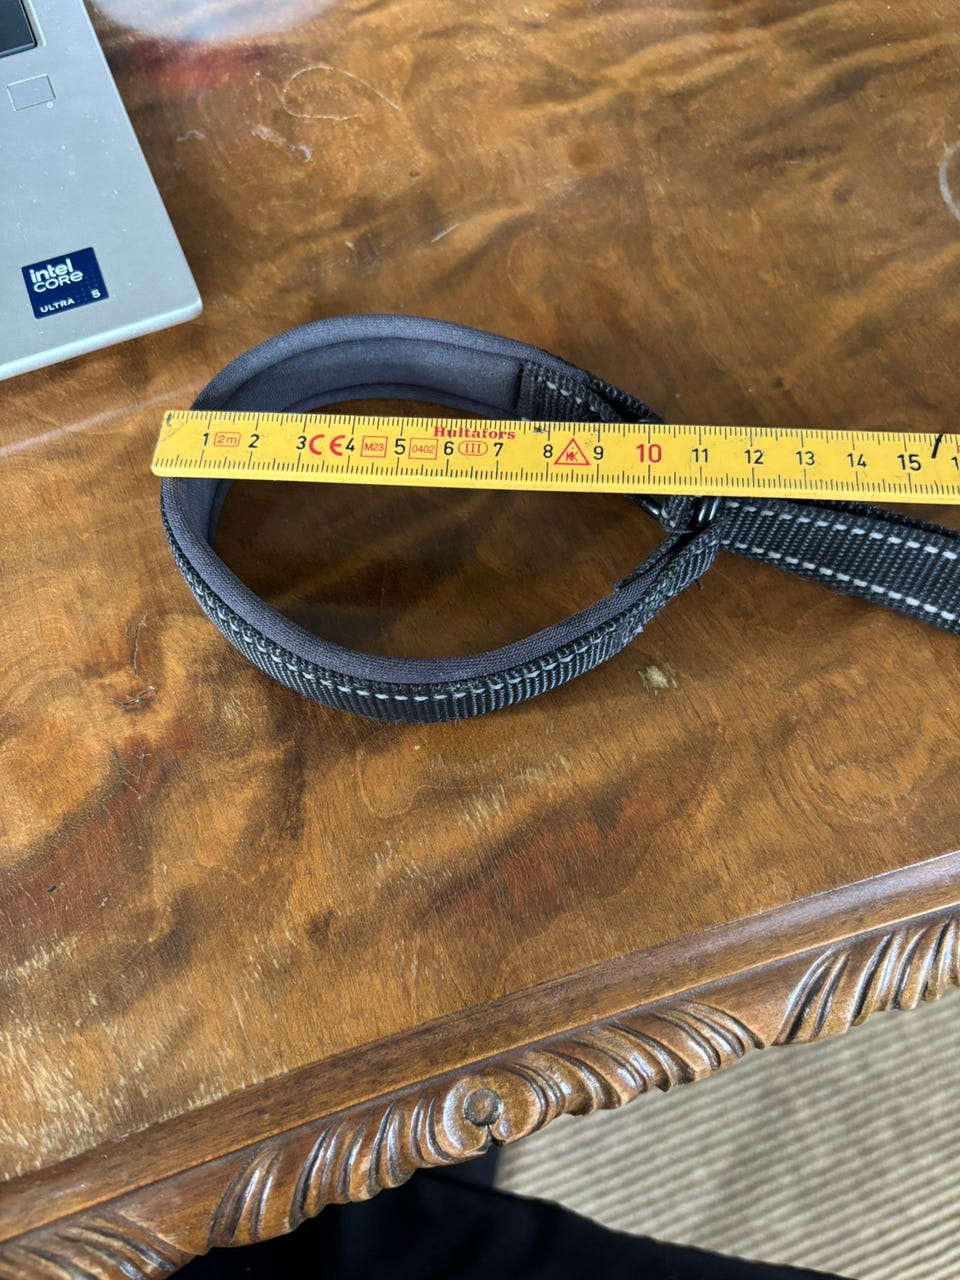 intel
CORE
ULTRA 5
Hultafors
1 2m 2 3 CE 4 M23 5 0402 6 III 7 8 9 10 11 12 13 14 15 1